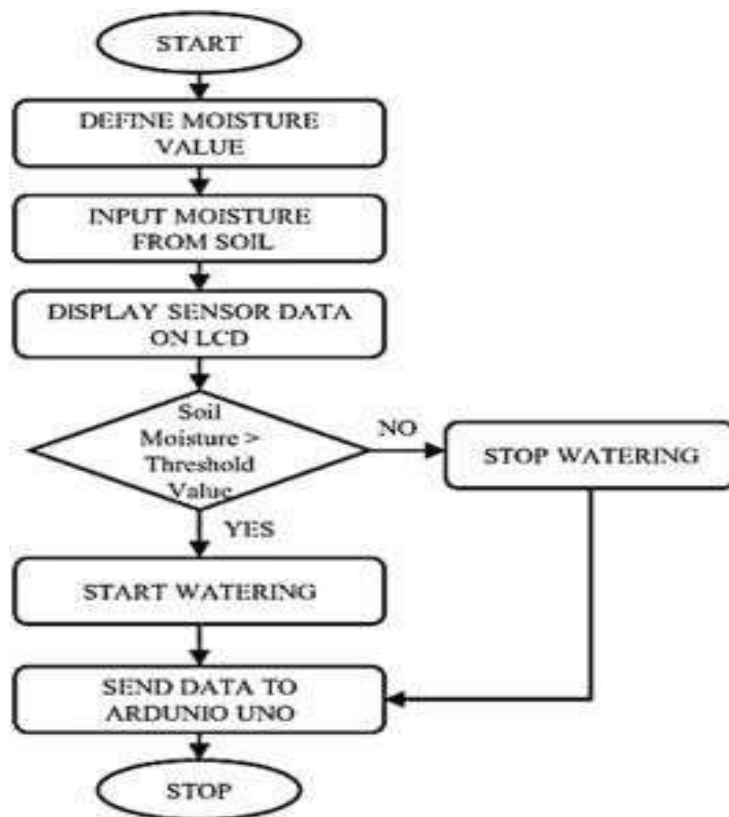 START
DEFINE MOISTURE
VALUE
INPUT MOISTURE
FROM SOIL
DISPLAY SENSOR DATA
ON LCD
Soil
Moisture >
Threshold
Value
NO
STOP WATERING
YES
START WATERING
SEND DATA TO
ARDUNIO UNO
STOP